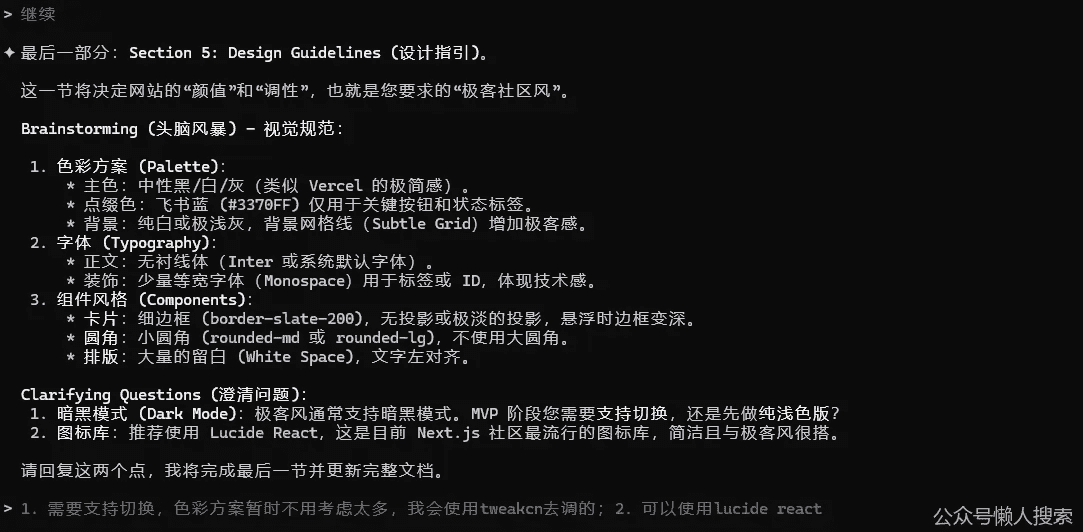 > 继续
✦ 最后一部分：Section 5: Design Guidelines (设计指引)。
这一节将决定网站的“颜值”和“调性”，也就是您要求的“极客社区风”。
Brainstorming (头脑风暴) - 视觉规范：
1. 色彩方案 (Palette)：
* 主色：中性黑/白/灰 (类似 Vercel 的极简感) 。
* 点缀色：飞书蓝 (#3370FF) 仅用于关键按钮和状态标签。
* 背景：纯白或极浅灰，背景网格线 (Subtle Grid) 增加极客感。
2. 字体 (Typography)：
* 正文：无衬线体 (Inter 或系统默认字体) 。
* 装饰：少量等宽字体 (Monospace) 用于标签或 ID，体现技术感。
3. 组件风格 (Components)：
* 卡片：细边框 (border-slate-200)，无投影或极淡的投影，悬浮时边框变深。
* 圆角：小圆角 (rounded-md 或 rounded-lg)，不使用大圆角。
* 排版：大量的留白 (White Space)，文字左对齐。
Clarifying Questions (澄清问题)：
1. 暗黑模式 (Dark Mode)：极客风通常支持暗黑模式。MVP 阶段您需要支持切换，还是先做纯浅色版？
2. 图标库：推荐使用 Lucide React，这是目前 Next.js 社区最流行的图标库，简洁且与极客风很搭。
请回复这两个点，我将完成最后一节并更新完整文档。
> 1. 需要支持切换，色彩方案暂时不用考虑太多，我会使用tweakcn去调的；2. 可以使用lucide react
公众号懒人搜索